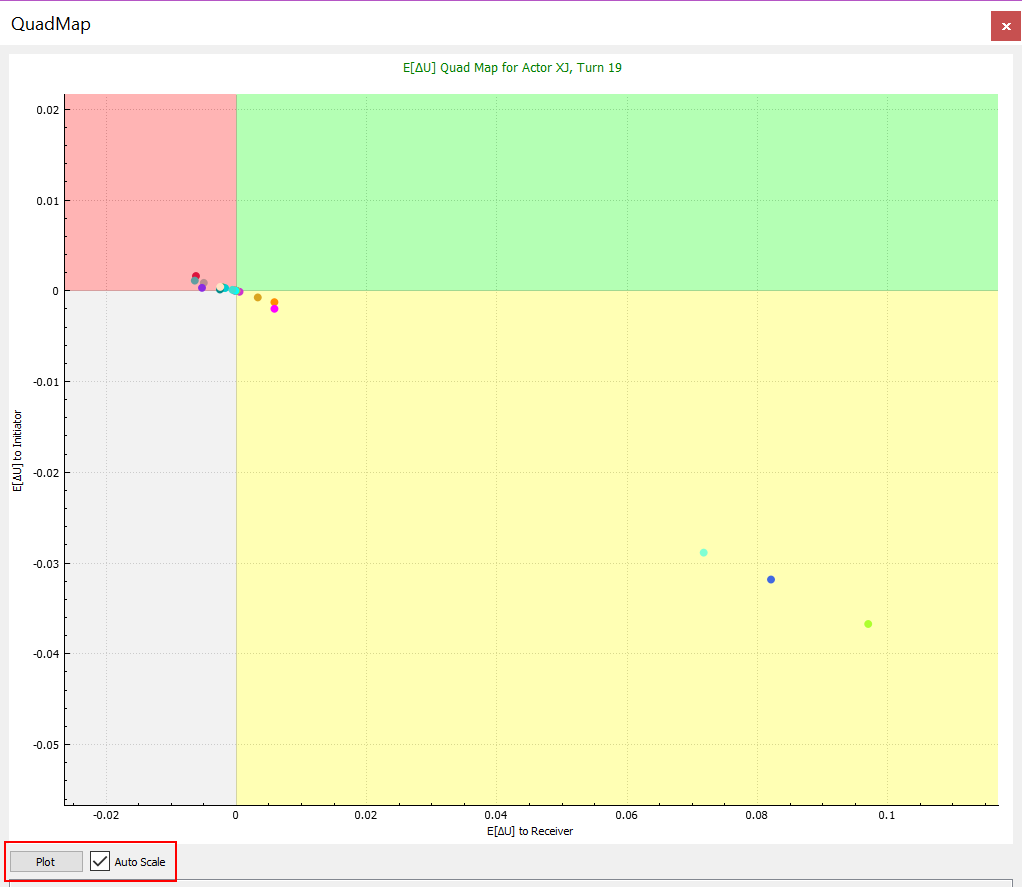 QuadMap
E[ΔU] Quad Map for Actor XJ, Turn 19
0.02
0.01
0
-0.01
-0.02
-0.03
-0.04
-0.05
E[ΔU] to Initiator
-0.02 0 0.02 0.04 0.06 0.08 0.1
E[ΔU] to Receiver
Plot Auto Scale